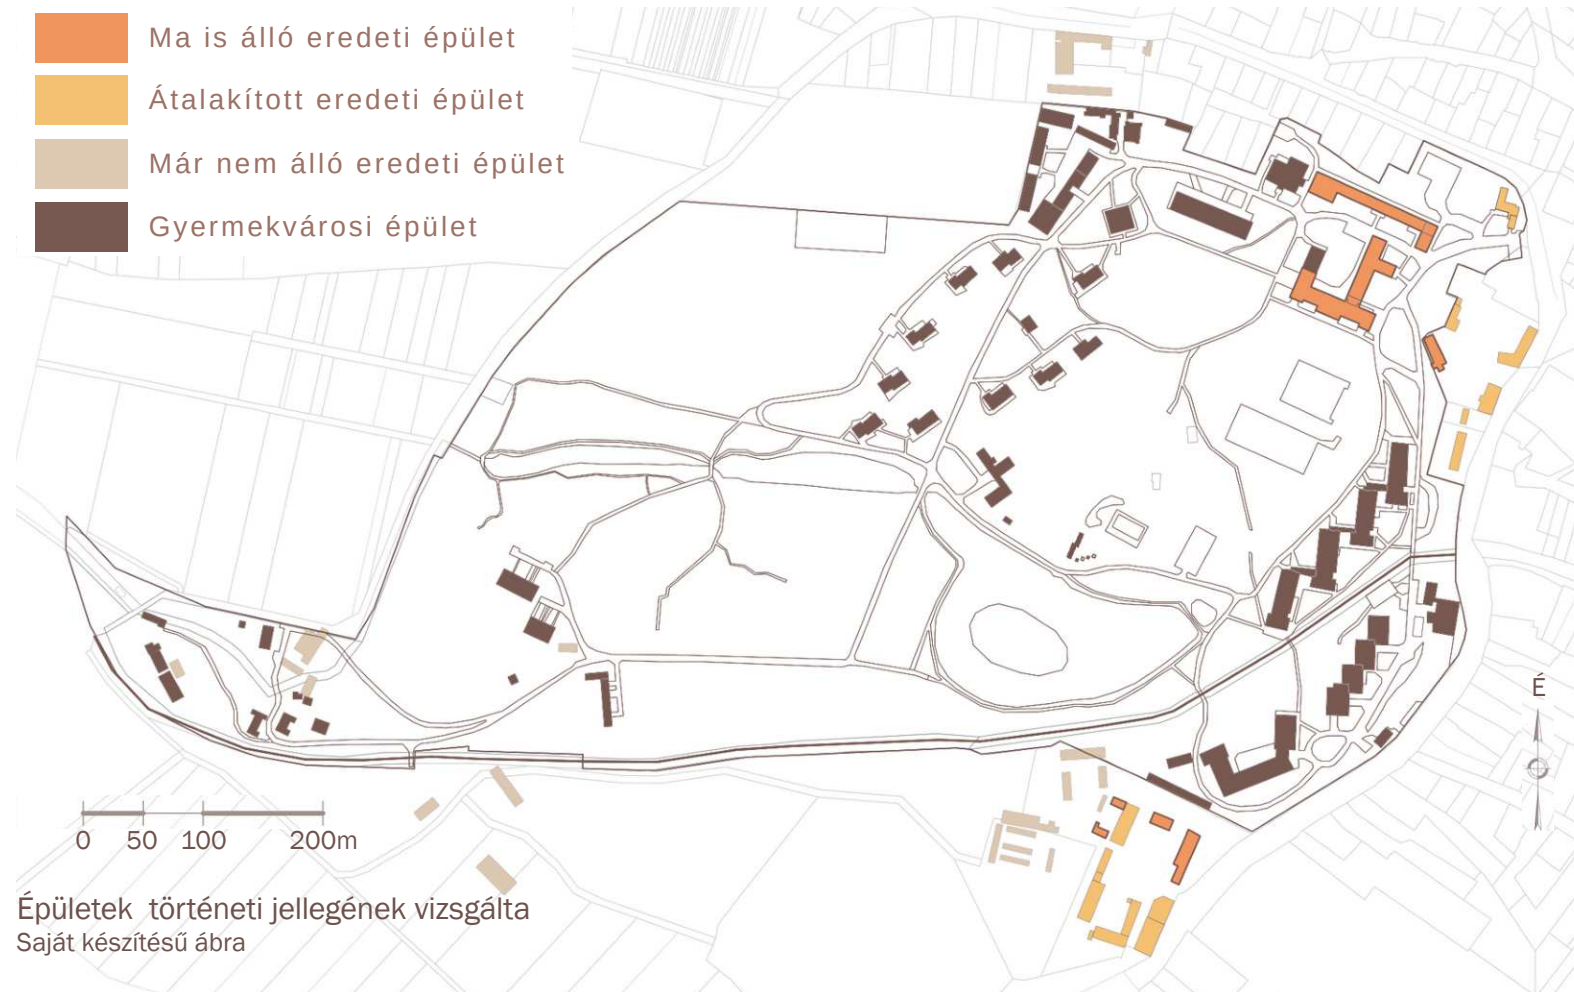 Ma is álló eredeti épület
Átalakított eredeti épület
Már nem álló eredeti épület
Gyermekvárosi épület
É
0 50 100 200m
Épületek történeti jellegének vizsgálta
Saját készítésű ábra